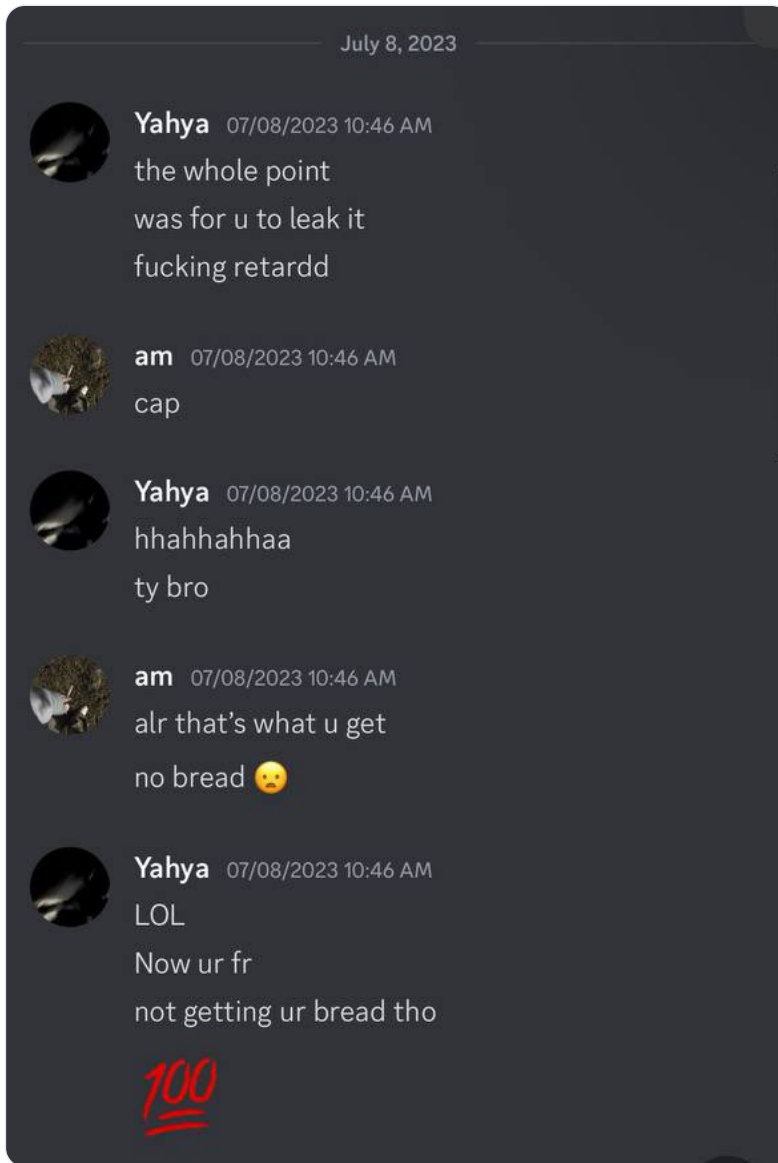 July 8, 2023
Yahya 07/08/2023 10:46 AM
the whole point
was for u to leak it
fucking retardd
am 07/08/2023 10:46 AM
cap
Yahya 07/08/2023 10:46 AM
hhahhahhaa
ty bro
am 07/08/2023 10:46 AM
alr that’s what u get
no bread 😦
Yahya 07/08/2023 10:46 AM
LOL
Now ur fr
not getting ur bread tho
💯